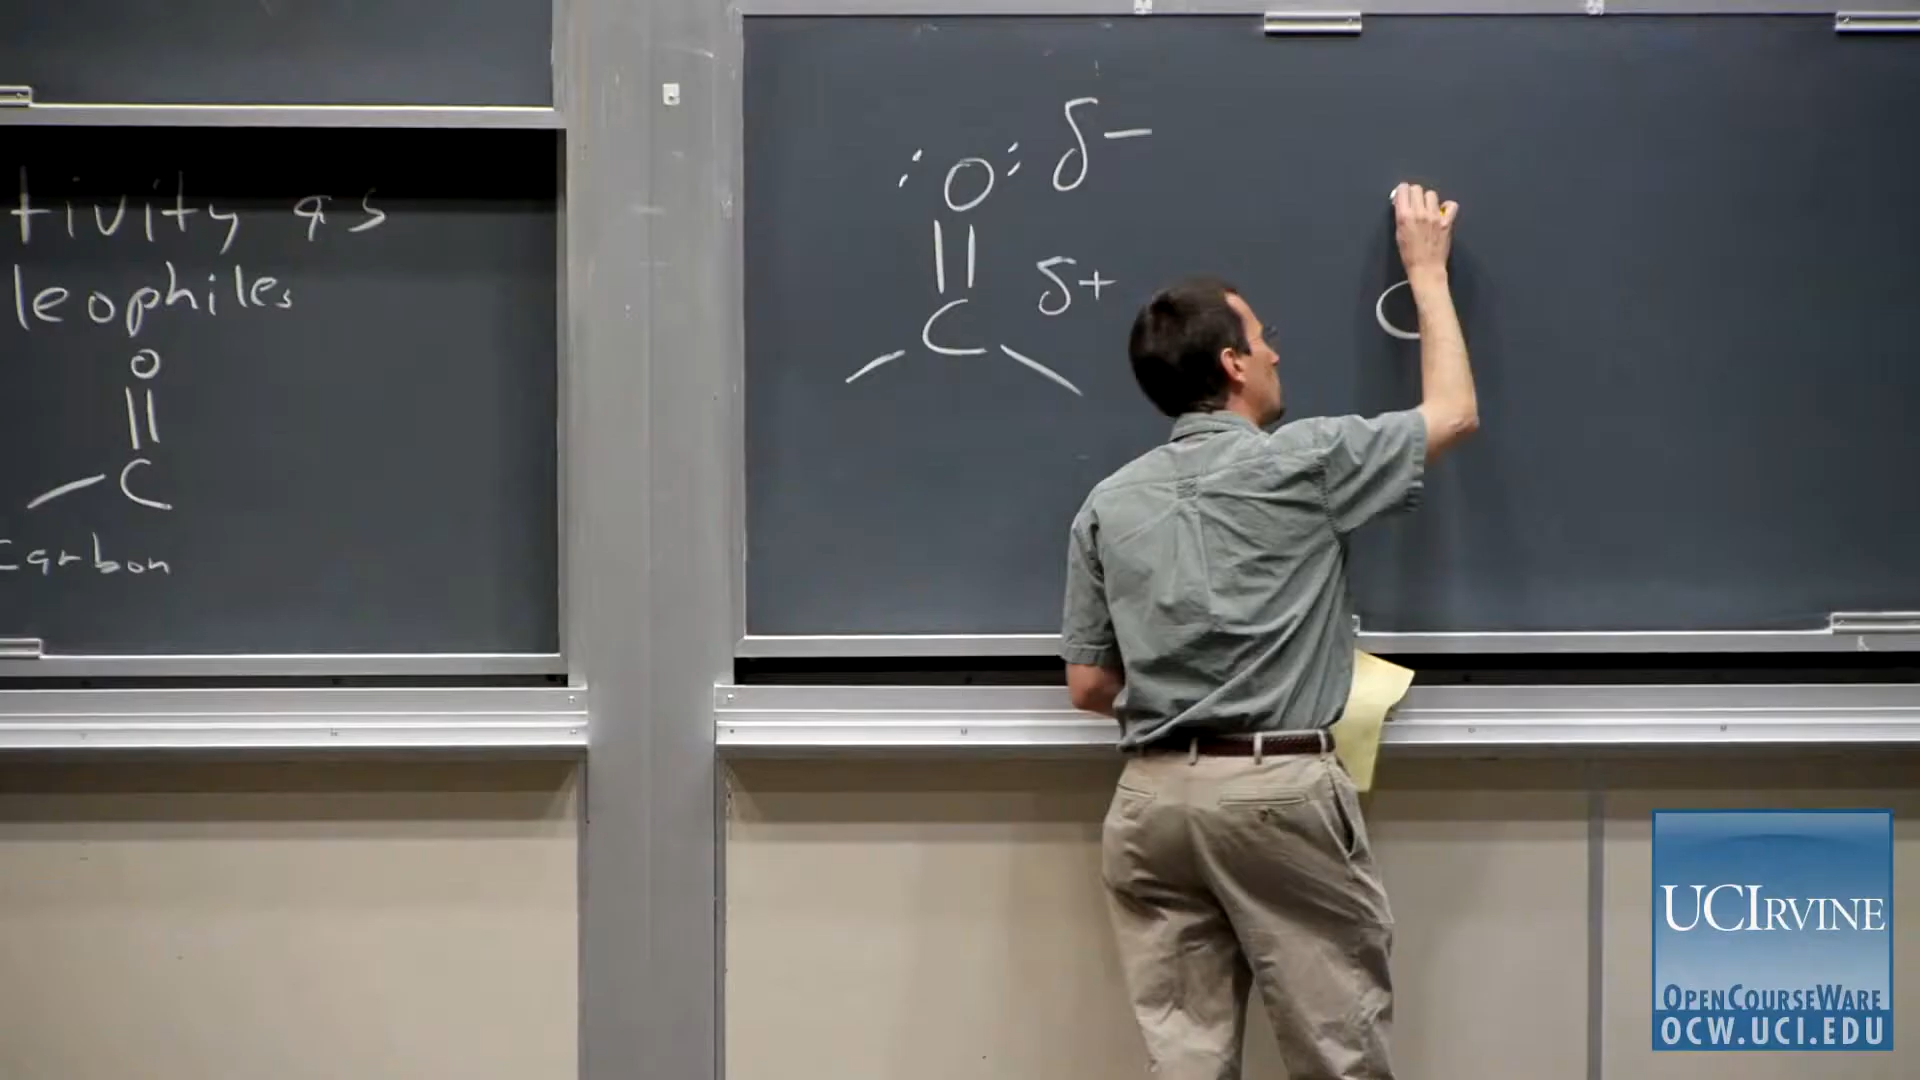 tivity as
leophiles
O
||
C
carbon
:O: δ-
||
C δ+
C
UCIRVINE
OPENCOURSEWARE
OCW.UCI.EDU